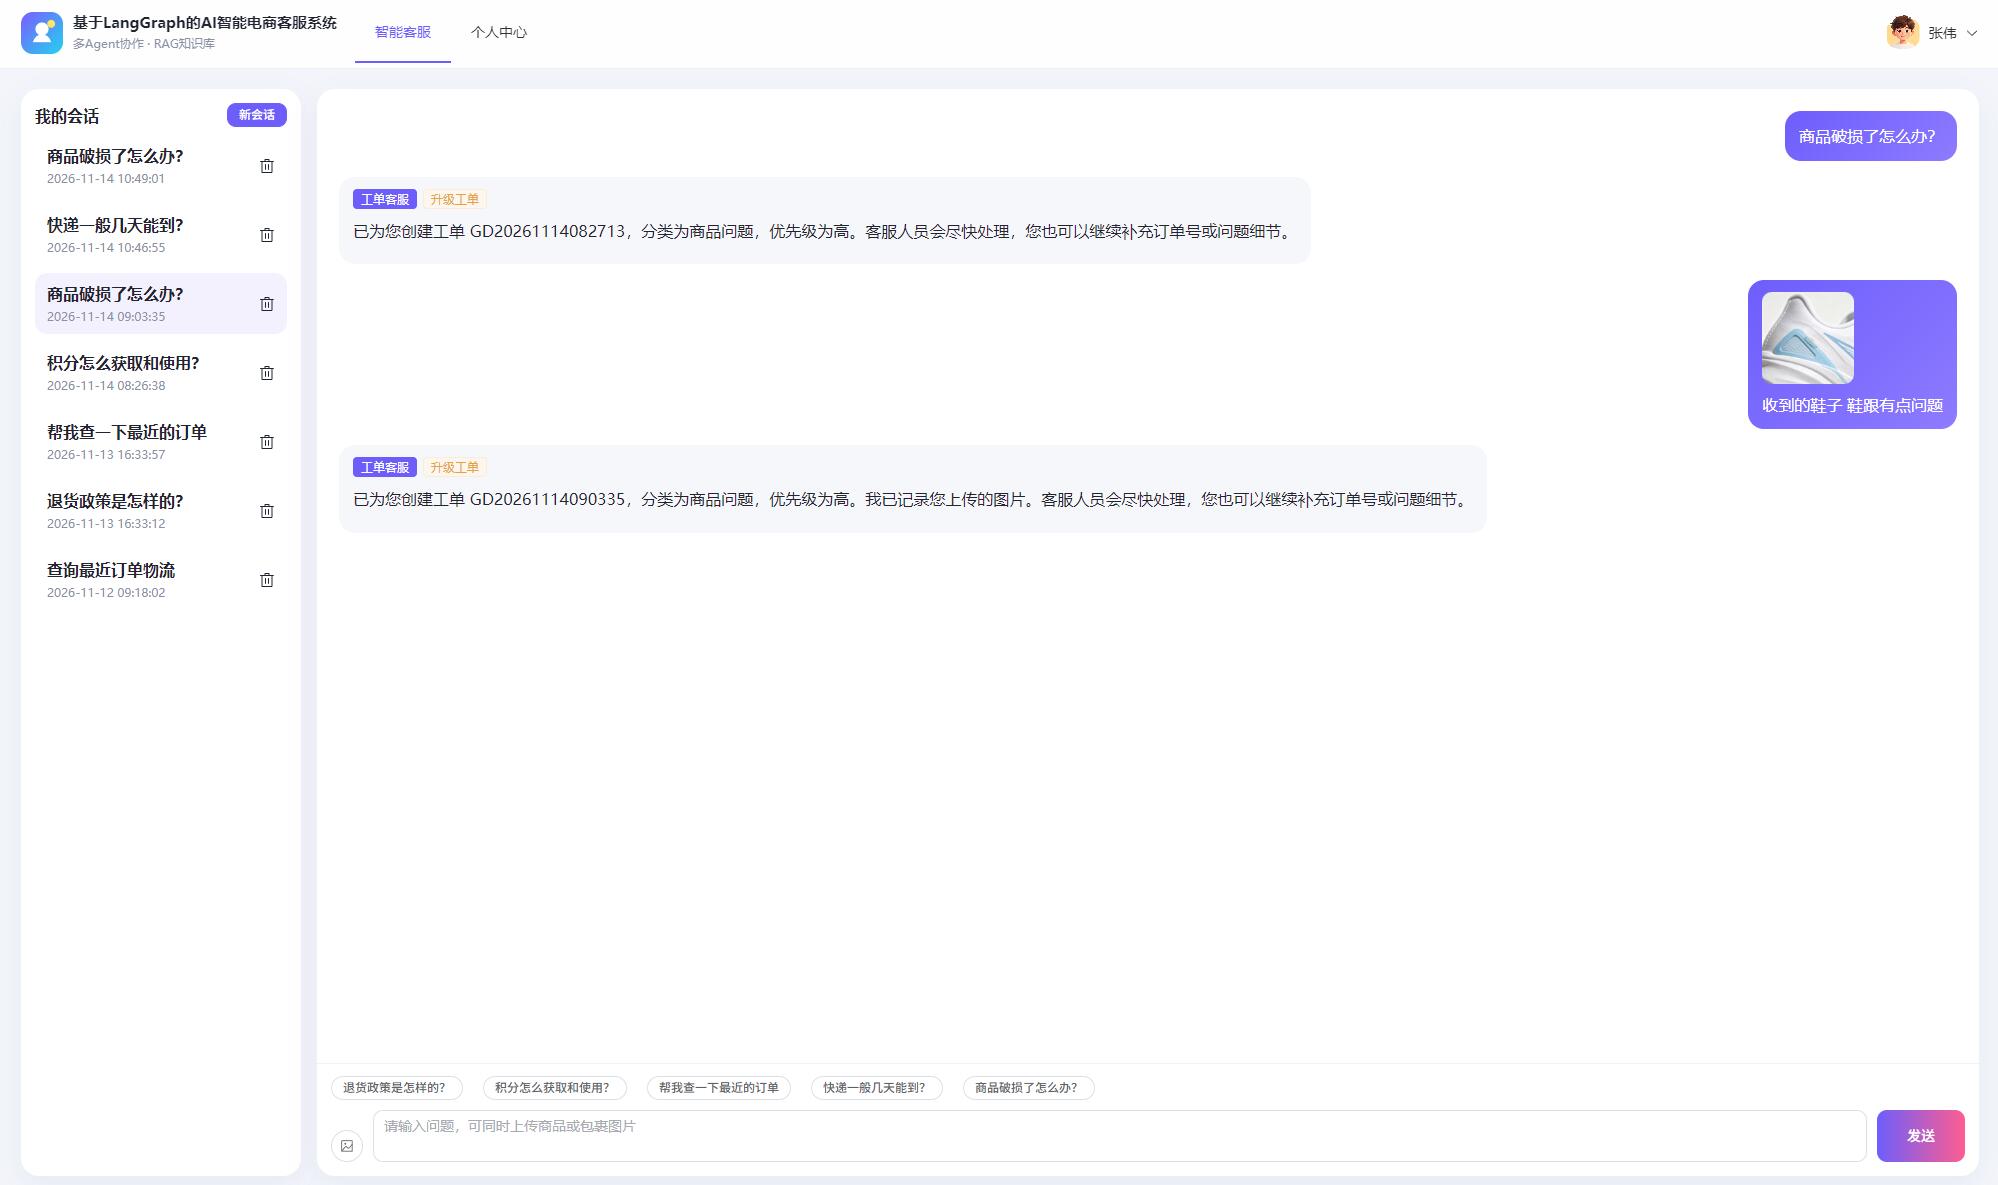 基于LangGraph的AI智能电商客服系统
多Agent协作 · RAG知识库
智能客服
个人中心
张伟
我的会话
新会话
商品破损了怎么办?
2026-11-14 10:49:01
快递一般几天能到?
2026-11-14 10:46:55
商品破损了怎么办?
2026-11-14 09:03:35
积分怎么获取和使用?
2026-11-14 08:26:38
帮我查一下最近的订单
2026-11-13 16:33:57
退货政策是怎样的?
2026-11-13 16:33:12
查询最近订单物流
2026-11-12 09:18:02
商品破损了怎么办?
工单客服 升级工单
已为您创建工单 GD20261114082713，分类为商品问题，优先级为高。客服人员会尽快处理，您也可以继续补充订单号或问题细节。
收到的鞋子 鞋跟有点问题
工单客服 升级工单
已为您创建工单 GD20261114090335，分类为商品问题，优先级为高。我已记录您上传的图片。客服人员会尽快处理，您也可以继续补充订单号或问题细节。
退货政策是怎样的?
积分怎么获取和使用?
帮我查一下最近的订单
快递一般几天能到?
商品破损了怎么办?
请输入问题，可同时上传商品或包裹图片
发送